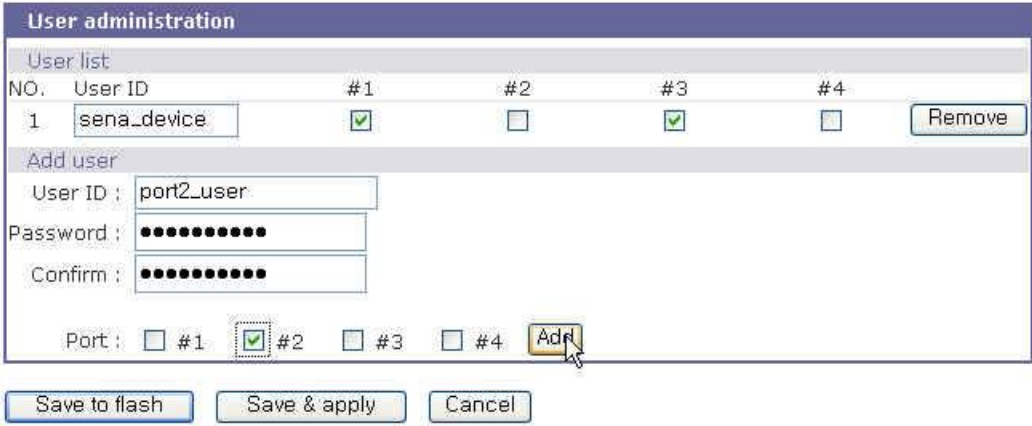 User administration
User list
NO. User ID #1 #2 #3 #4
1 sena_device Remove
Add user
User ID : port2_user
Password : ●●●●●●●●●●
Confirm : ●●●●●●●●●●
Port : #1 #2 #3 #4 Add
Save to flash Save & apply Cancel